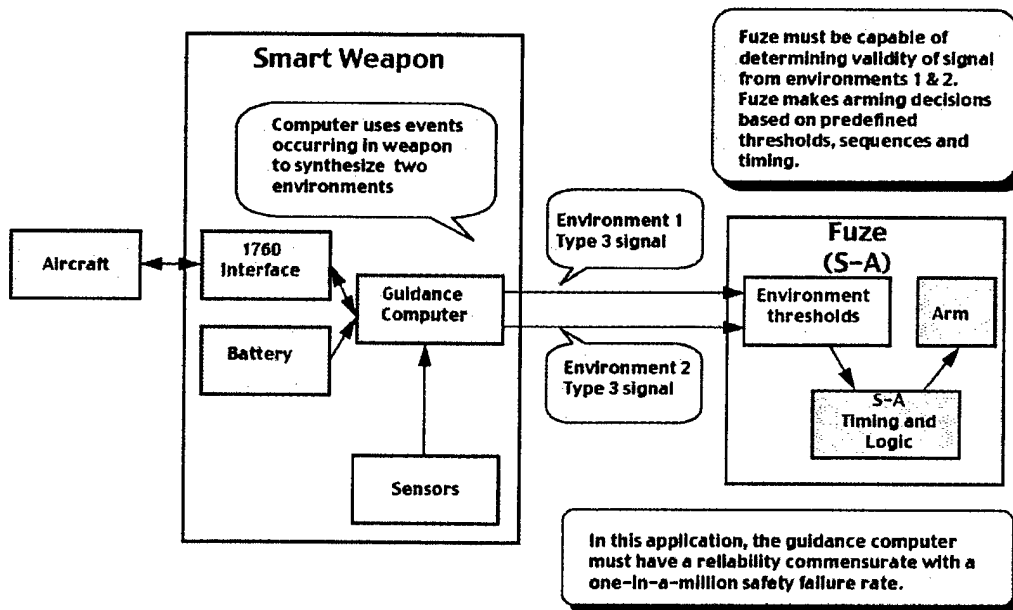 Smart Weapon
Computer uses events
occurring in weapon
to synthesize two
environments
Fuze must be capable of
determining validity of signal
from environments 1 & 2.
Fuze makes arming decisions
based on predefined
thresholds, sequences and
timing.
Aircraft
1760
Interface
Battery
Guidance
Computer
Sensors
Environment 1
Type 3 signal
Environment 2
Type 3 signal
Fuze
(S-A)
Environment
thresholds
Arm
S-A
Timing and
Logic
In this application, the guidance computer
must have a reliability commensurate with a
one-in-a-million safety failure rate.